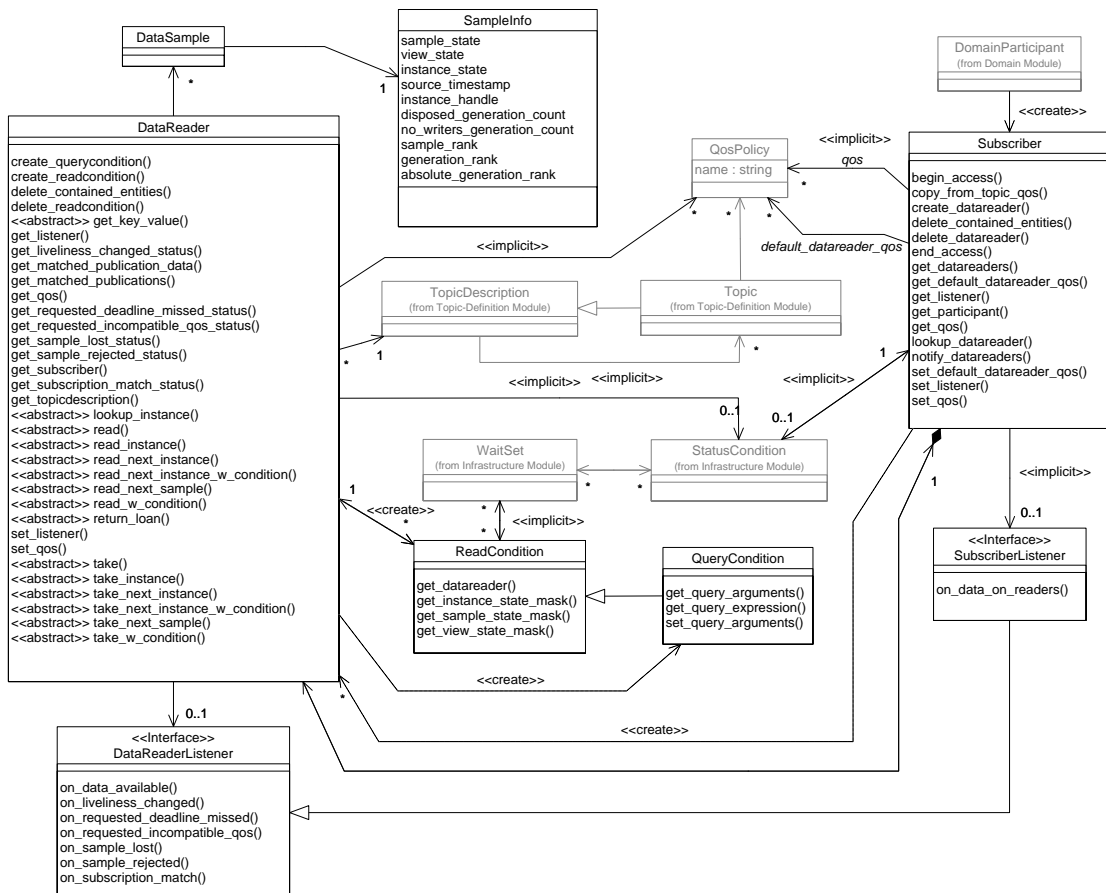 DataSample
*
SampleInfo
sample_state
view_state
instance_state
source_timestamp
instance_handle
disposed_generation_count
no_writers_generation_count
sample_rank
generation_rank
absolute_generation_rank
1
DomainParticipant
(from Domain Module)
<<create>>
DataReader
create_querycondition()
create_readcondition()
delete_contained_entities()
delete_readcondition()
<<abstract>> get_key_value()
get_listener()
get_liveliness_changed_status()
get_matched_publication_data()
get_matched_publications()
get_qos()
get_requested_deadline_missed_status()
get_requested_incompatible_qos_status()
get_sample_lost_status()
get_sample_rejected_status()
get_subscriber()
get_subscription_match_status()
get_topicdescription()
<<abstract>> lookup_instance()
<<abstract>> read()
<<abstract>> read_instance()
<<abstract>> read_next_instance()
<<abstract>> read_next_instance_w_condition()
<<abstract>> read_next_sample()
<<abstract>> read_w_condition()
<<abstract>> return_loan()
set_listener()
set_qos()
<<abstract>> take()
<<abstract>> take_instance()
<<abstract>> take_next_instance()
<<abstract>> take_next_instance_w_condition()
<<abstract>> take_next_sample()
<<abstract>> take_w_condition()
QosPolicy
name : string
*
*
*
*
<<implicit>>
qos
default_datareader_qos
<<implicit>>
Subscriber
begin_access()
copy_from_topic_qos()
create_datareader()
delete_contained_entities()
delete_datareader()
end_access()
get_datareaders()
get_default_datareader_qos()
get_listener()
get_participant()
get_qos()
lookup_datareader()
notify_datareaders()
set_default_datareader_qos()
set_listener()
set_qos()
TopicDescription
(from Topic-Definition Module)
Topic
(from Topic-Definition Module)
*
1
*
<<implicit>>
<<implicit>>
<<implicit>>
1
0..1
0..1
WaitSet
(from Infrastructure Module)
StatusCondition
(from Infrastructure Module)
*
*
1
<<create>>
*
*
*
<<implicit>>
ReadCondition
get_datareader()
get_instance_state_mask()
get_sample_state_mask()
get_view_state_mask()
QueryCondition
get_query_arguments()
get_query_expression()
set_query_arguments()
1
<<implicit>>
0..1
<<Interface>>
SubscriberListener
on_data_on_readers()
<<create>>
*
<<create>>
0..1
<<Interface>>
DataReaderListener
on_data_available()
on_liveliness_changed()
on_requested_deadline_missed()
on_requested_incompatible_qos()
on_sample_lost()
on_sample_rejected()
on_subscription_match()